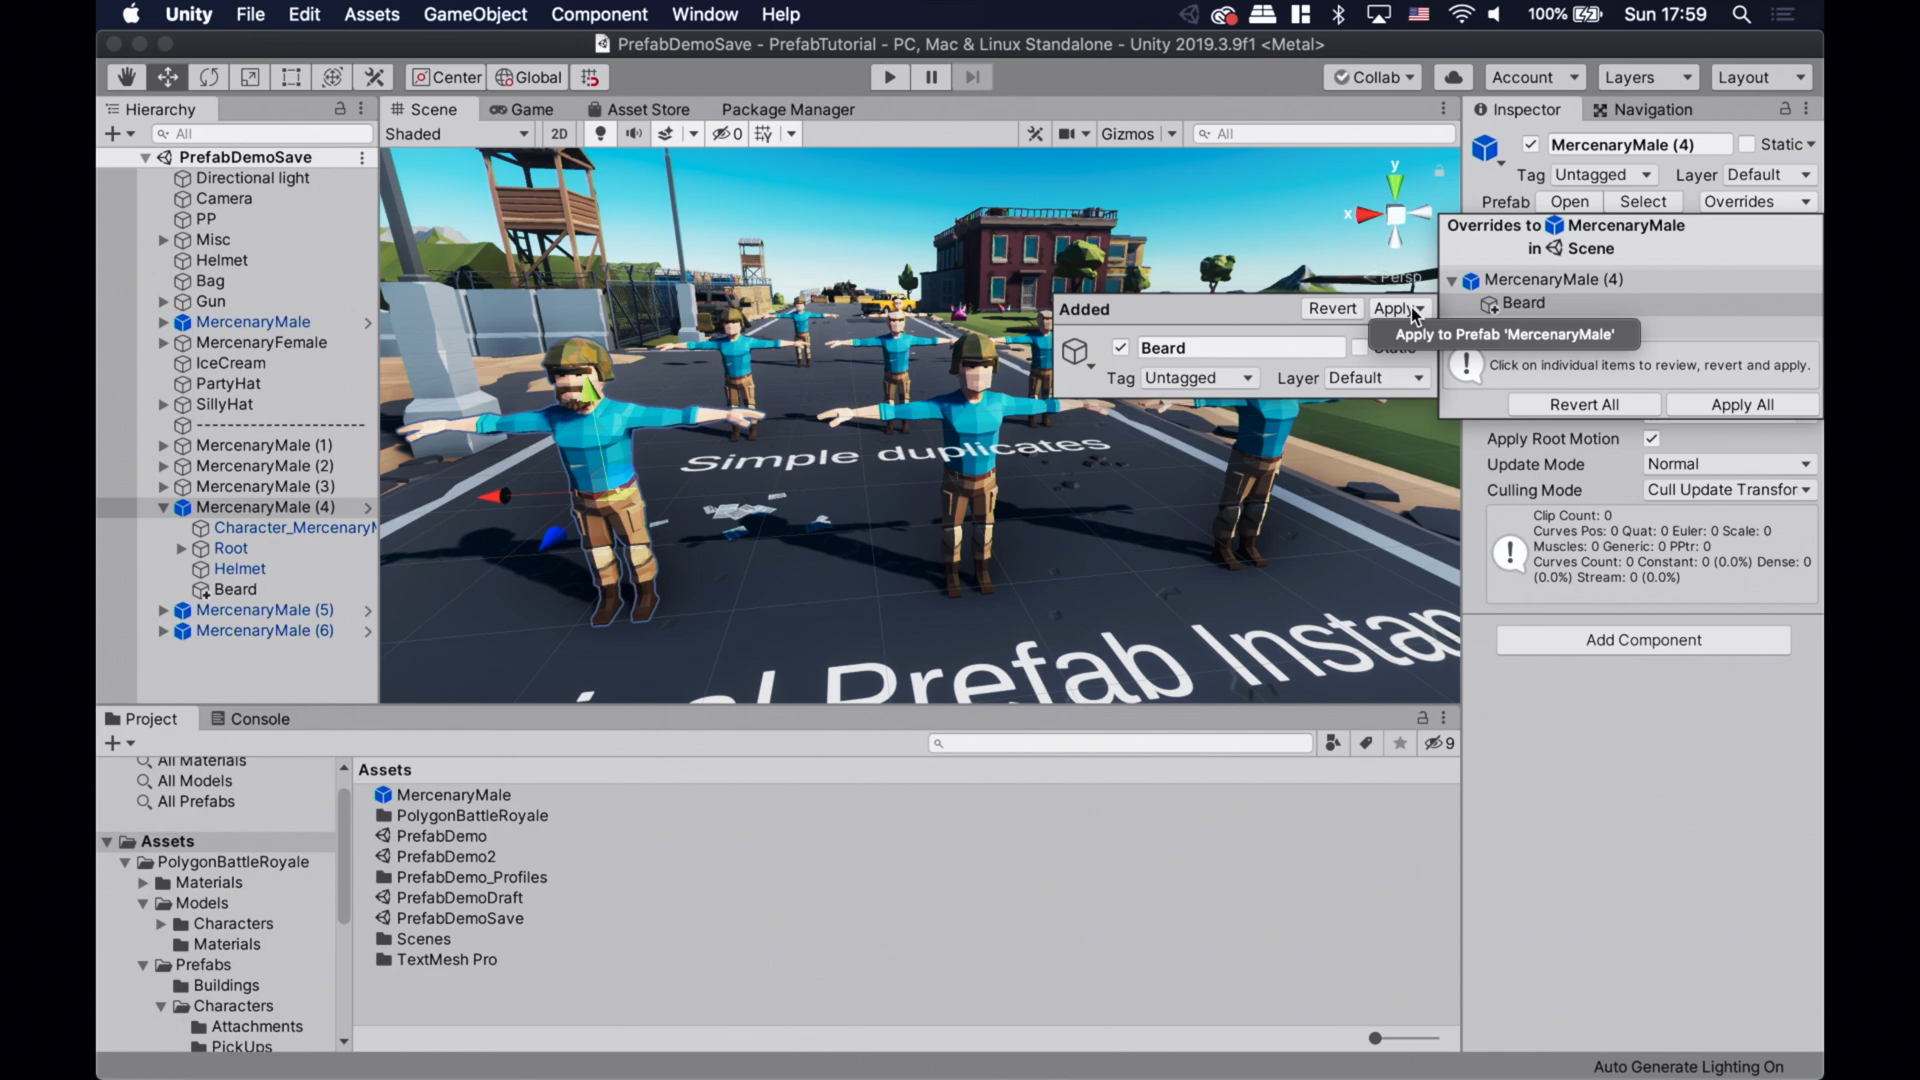 Unity File Edit Assets GameObject Component Window Help 100% Sun 17:59
PrefabDemoSave - PrefabTutorial - PC, Mac & Linux Standalone - Unity 2019.3.9f1 <Metal>
Center Global Collab Account Layers Layout
Hierarchy
All
PrefabDemoSave
Directional light
Camera
PP
Misc
Helmet
Bag
Gun
MercenaryMale
MercenaryFemale
IceCream
PartyHat
SillyHat
-----------------------
MercenaryMale (1)
MercenaryMale (2)
MercenaryMale (3)
MercenaryMale (4)
Character_MercenaryM
Root
Helmet
Beard
MercenaryMale (5)
MercenaryMale (6)
Scene Game Asset Store Package Manager
Shaded 2D 0 Gizmos All
y
x
Persp
Simple duplicates
Prefab Instan
Added Revert Apply
Apply to Prefab 'MercenaryMale'
Beard Static
Tag Untagged Layer Default
Inspector Navigation
MercenaryMale (4) Static
Tag Untagged Layer Default
Prefab Open Select Overrides
Overrides to MercenaryMale
in Scene
MercenaryMale (4)
Beard
Click on individual items to review, revert and apply.
Revert All Apply All
Apply Root Motion
Update Mode Normal
Culling Mode Cull Update Transfor
Clip Count: 0
Curves Pos: 0 Quat: 0 Euler: 0 Scale: 0
Muscles: 0 Generic: 0 PPtr: 0
Curves Count: 0 Constant: 0 (0.0%) Dense: 0
(0.0%) Stream: 0 (0.0%)
Add Component
Project Console
9
All Materials
All Models
All Prefabs
Assets
PolygonBattleRoyale
Materials
Models
Characters
Materials
Prefabs
Buildings
Characters
Attachments
PickUps
Assets
MercenaryMale
PolygonBattleRoyale
PrefabDemo
PrefabDemo2
PrefabDemo_Profiles
PrefabDemoDraft
PrefabDemoSave
Scenes
TextMesh Pro
Auto Generate Lighting On